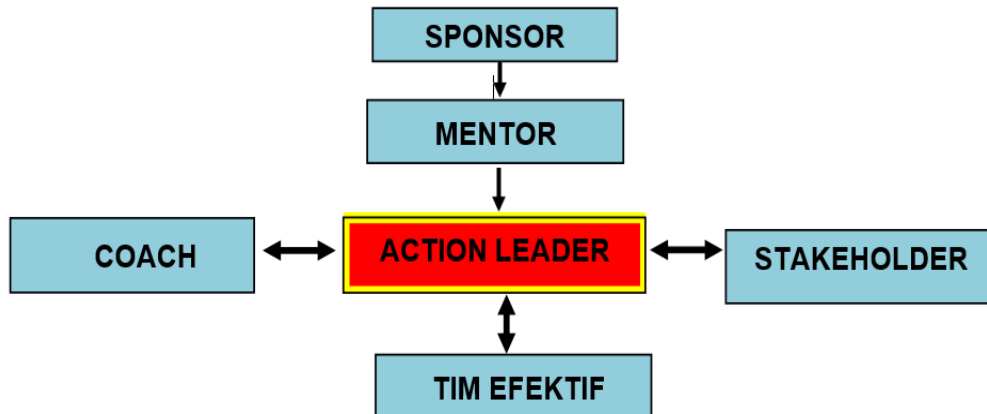 SPONSOR
MENTOR
COACH
ACTION LEADER
STAKEHOLDER
TIM EFEKTIF